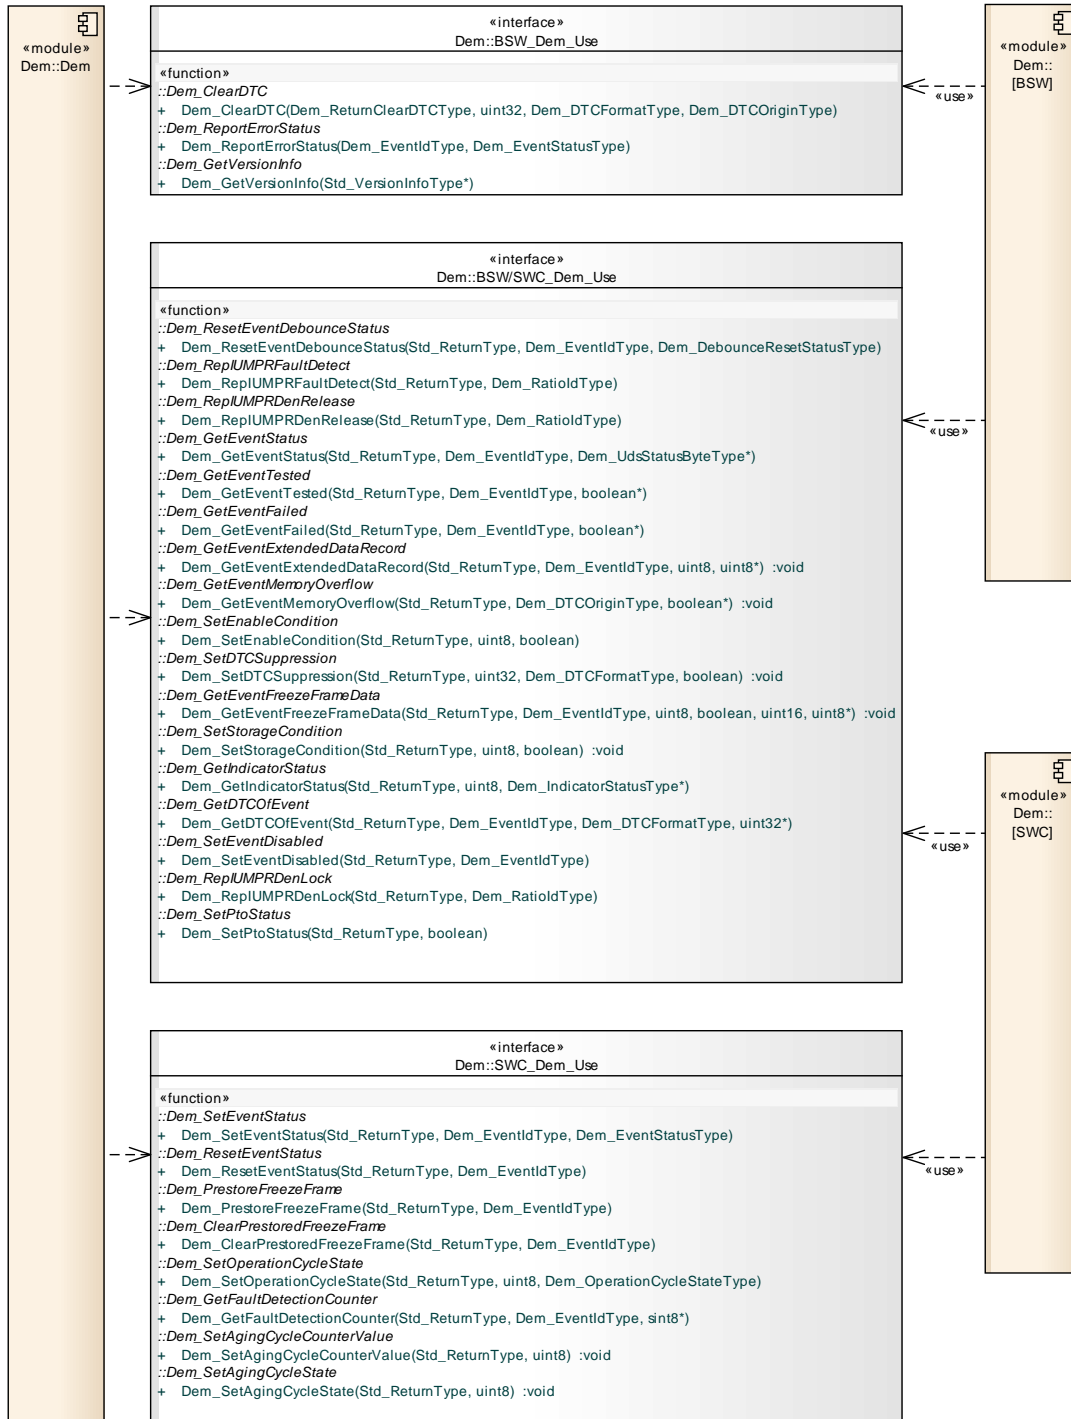 «module»
Dem::Dem
«interface»
Dem::BSW_Dem_Use
«function»
::Dem_ClearDTC
+ Dem_ClearDTC(Dem_ReturnClearDTCType, uint32, Dem_DTCFormatType, Dem_DTCOriginType)
::Dem_ReportErrorStatus
+ Dem_ReportErrorStatus(Dem_EventIdType, Dem_EventStatusType)
::Dem_GetVersionInfo
+ Dem_GetVersionInfo(Std_VersionInfoType*)
«use»
«module»
Dem::
[BSW]
«interface»
Dem::BSW/SWC_Dem_Use
«function»
::Dem_ResetEventDebounceStatus
+ Dem_ResetEventDebounceStatus(Std_ReturnType, Dem_EventIdType, Dem_DebounceResetStatusType)
::Dem_RepIUMPRFaultDetect
+ Dem_RepIUMPRFaultDetect(Std_ReturnType, Dem_RatioIdType)
::Dem_RepIUMPRDenRelease
+ Dem_RepIUMPRDenRelease(Std_ReturnType, Dem_RatioIdType)
::Dem_GetEventStatus
+ Dem_GetEventStatus(Std_ReturnType, Dem_EventIdType, Dem_UdsStatusByteType*)
::Dem_GetEventTested
+ Dem_GetEventTested(Std_ReturnType, Dem_EventIdType, boolean*)
::Dem_GetEventFailed
+ Dem_GetEventFailed(Std_ReturnType, Dem_EventIdType, boolean*)
::Dem_GetEventExtendedDataRecord
+ Dem_GetEventExtendedDataRecord(Std_ReturnType, Dem_EventIdType, uint8, uint8*) :void
::Dem_GetEventMemoryOverflow
+ Dem_GetEventMemoryOverflow(Std_ReturnType, Dem_DTCOriginType, boolean*) :void
::Dem_SetEnableCondition
+ Dem_SetEnableCondition(Std_ReturnType, uint8, boolean)
::Dem_SetDTCSuppression
+ Dem_SetDTCSuppression(Std_ReturnType, uint32, Dem_DTCFormatType, boolean) :void
::Dem_GetEventFreezeFrameData
+ Dem_GetEventFreezeFrameData(Std_ReturnType, Dem_EventIdType, uint8, boolean, uint16, uint8*) :void
::Dem_SetStorageCondition
+ Dem_SetStorageCondition(Std_ReturnType, uint8, boolean) :void
::Dem_GetIndicatorStatus
+ Dem_GetIndicatorStatus(Std_ReturnType, uint8, Dem_IndicatorStatusType*)
::Dem_GetDTCOfEvent
+ Dem_GetDTCOfEvent(Std_ReturnType, Dem_EventIdType, Dem_DTCFormatType, uint32*)
::Dem_SetEventDisabled
+ Dem_SetEventDisabled(Std_ReturnType, Dem_EventIdType)
::Dem_RepIUMPRDenLock
+ Dem_RepIUMPRDenLock(Std_ReturnType, Dem_RatioIdType)
::Dem_SetPtoStatus
+ Dem_SetPtoStatus(Std_ReturnType, boolean)
«use»
«use»
«module»
Dem::
[SWC]
«interface»
Dem::SWC_Dem_Use
«function»
::Dem_SetEventStatus
+ Dem_SetEventStatus(Std_ReturnType, Dem_EventIdType, Dem_EventStatusType)
::Dem_ResetEventStatus
+ Dem_ResetEventStatus(Std_ReturnType, Dem_EventIdType)
::Dem_PrestoreFreezeFrame
+ Dem_PrestoreFreezeFrame(Std_ReturnType, Dem_EventIdType)
::Dem_ClearPrestoredFreezeFrame
+ Dem_ClearPrestoredFreezeFrame(Std_ReturnType, Dem_EventIdType)
::Dem_SetOperationCycleState
+ Dem_SetOperationCycleState(Std_ReturnType, uint8, Dem_OperationCycleStateType)
::Dem_GetFaultDetectionCounter
+ Dem_GetFaultDetectionCounter(Std_ReturnType, Dem_EventIdType, sint8*)
::Dem_SetAgingCycleCounterValue
+ Dem_SetAgingCycleCounterValue(Std_ReturnType, uint8) :void
::Dem_SetAgingCycleState
+ Dem_SetAgingCycleState(Std_ReturnType, uint8) :void
«use»